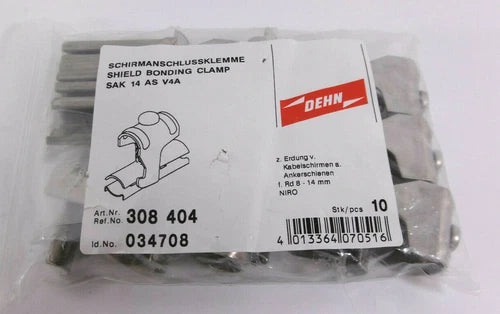 SCHIRMANSCHLUSSKLEMME
SHIELD BONDING CLAMP
SAK 14 AS V4A
DEHN
z. Erdung v.
Kabelschirmen a.
Ankerschienen
f. Rd 8 - 14 mm
NIRO
Art.Nr. 308 404
Ref.No.
Stk/pcs 10
Id.No. 034708
4 013364 070516